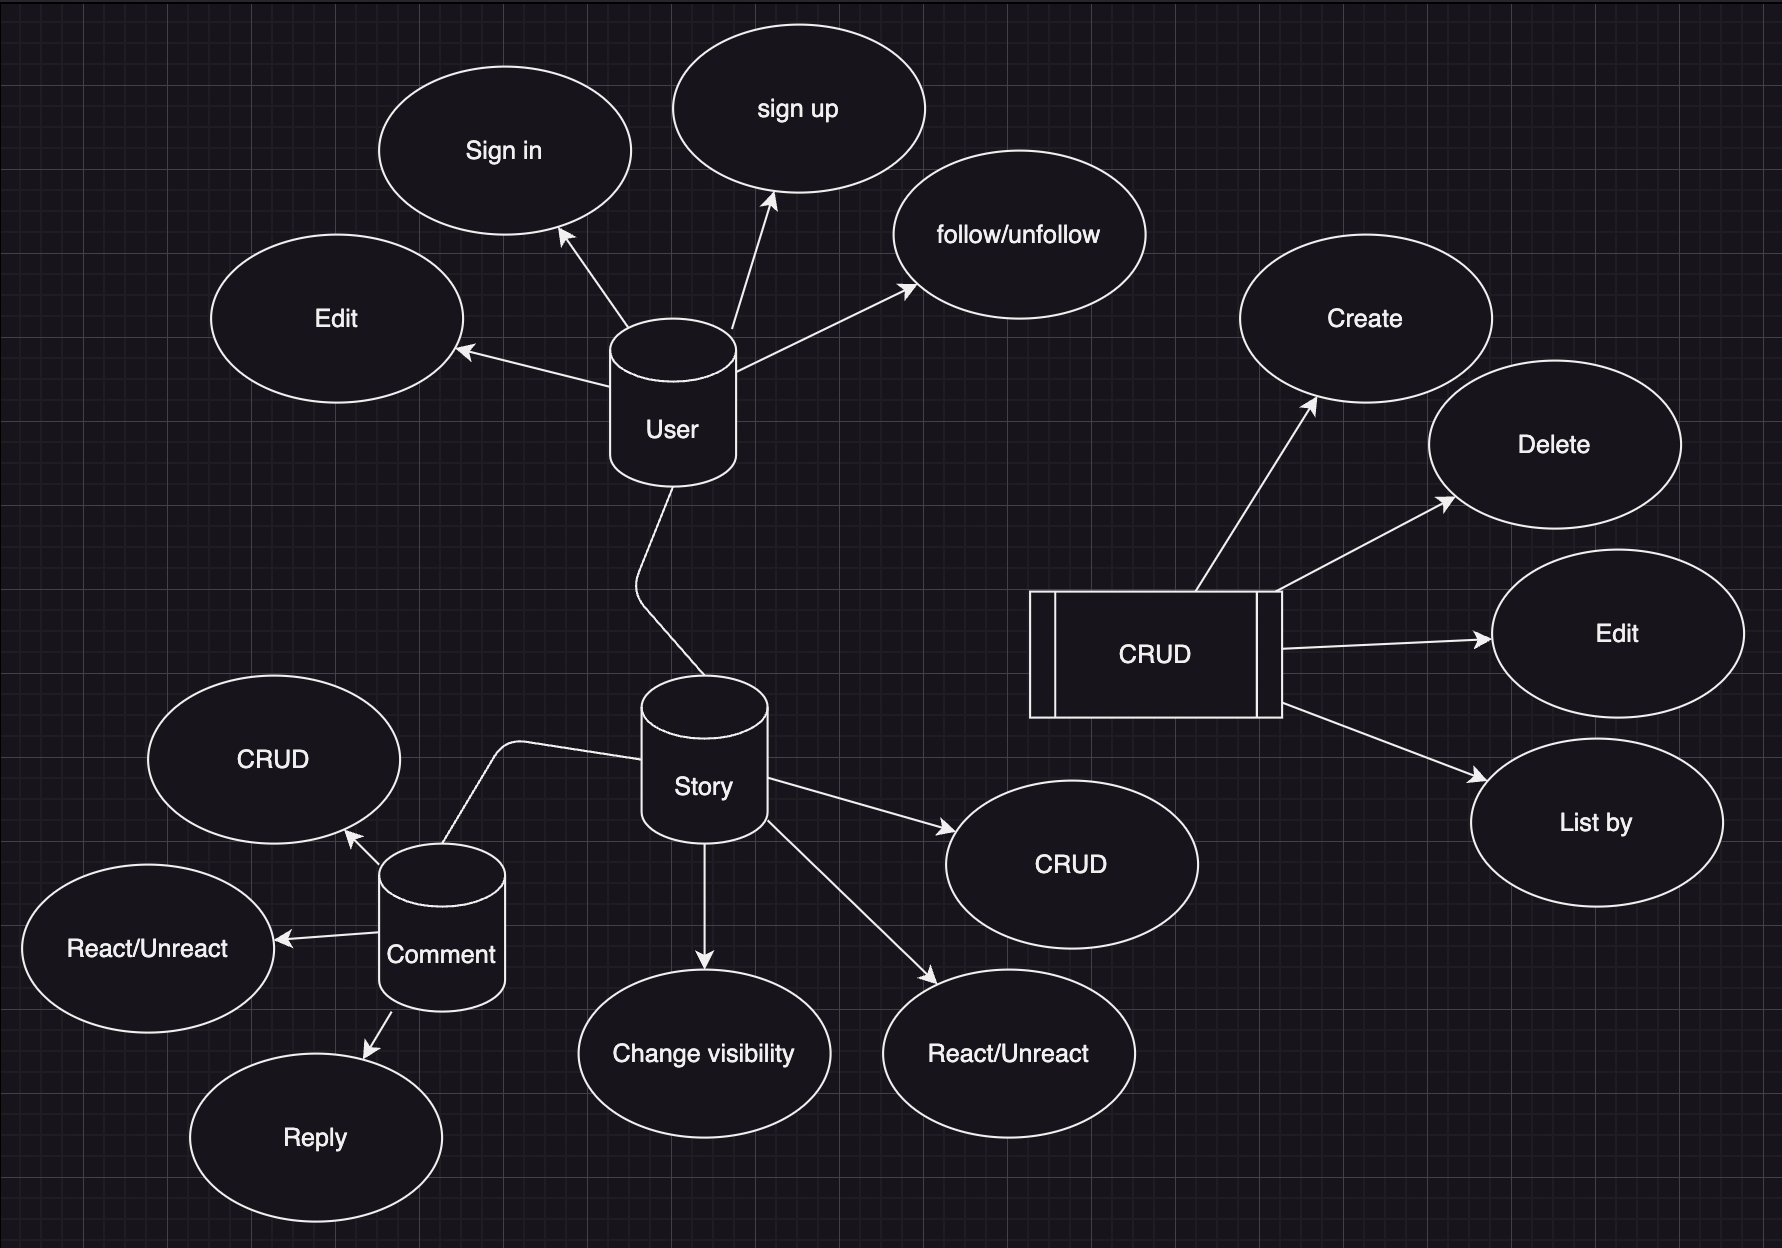 sign up
Sign in
follow/unfollow
Edit
Create
User
Delete
Edit
CRUD
CRUD
Story
List by
CRUD
React/Unreact
Comment
Change visibility
React/Unreact
Reply